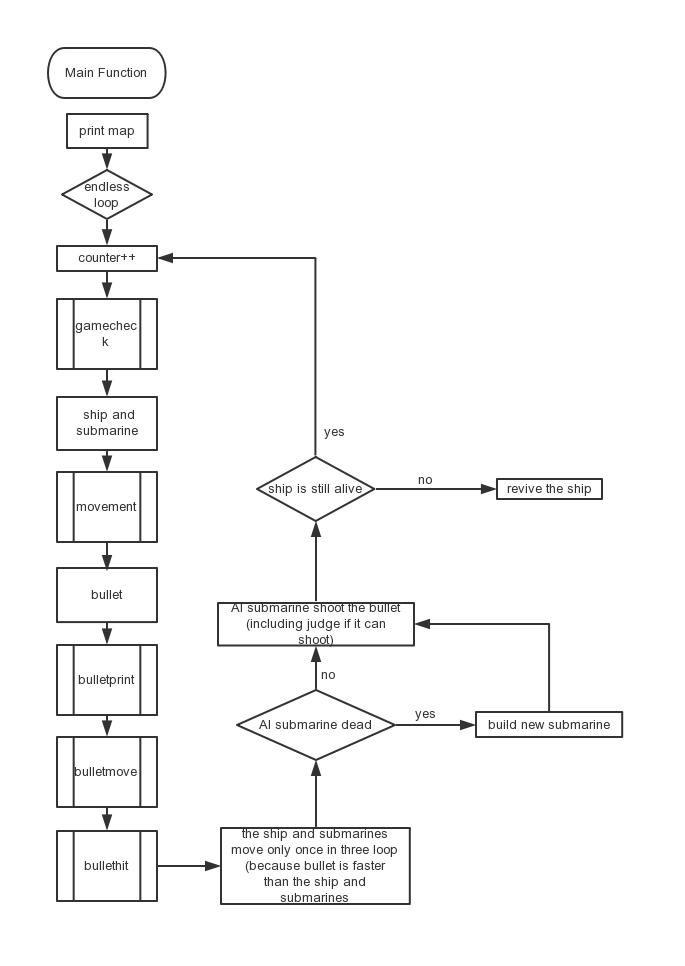 Main Function
print map
endless
loop
counter++
gamechec
k
ship and
submarine
movement
bullet
bulletprint
bulletmove
bullethit
the ship and submarines
move only once in three loop
(because bullet is faster
than the ship and
submarines
AI submarine dead
yes
build new submarine
no
AI submarine shoot the bullet
(including judge if it can
shoot)
ship is still alive
no
revive the ship
yes